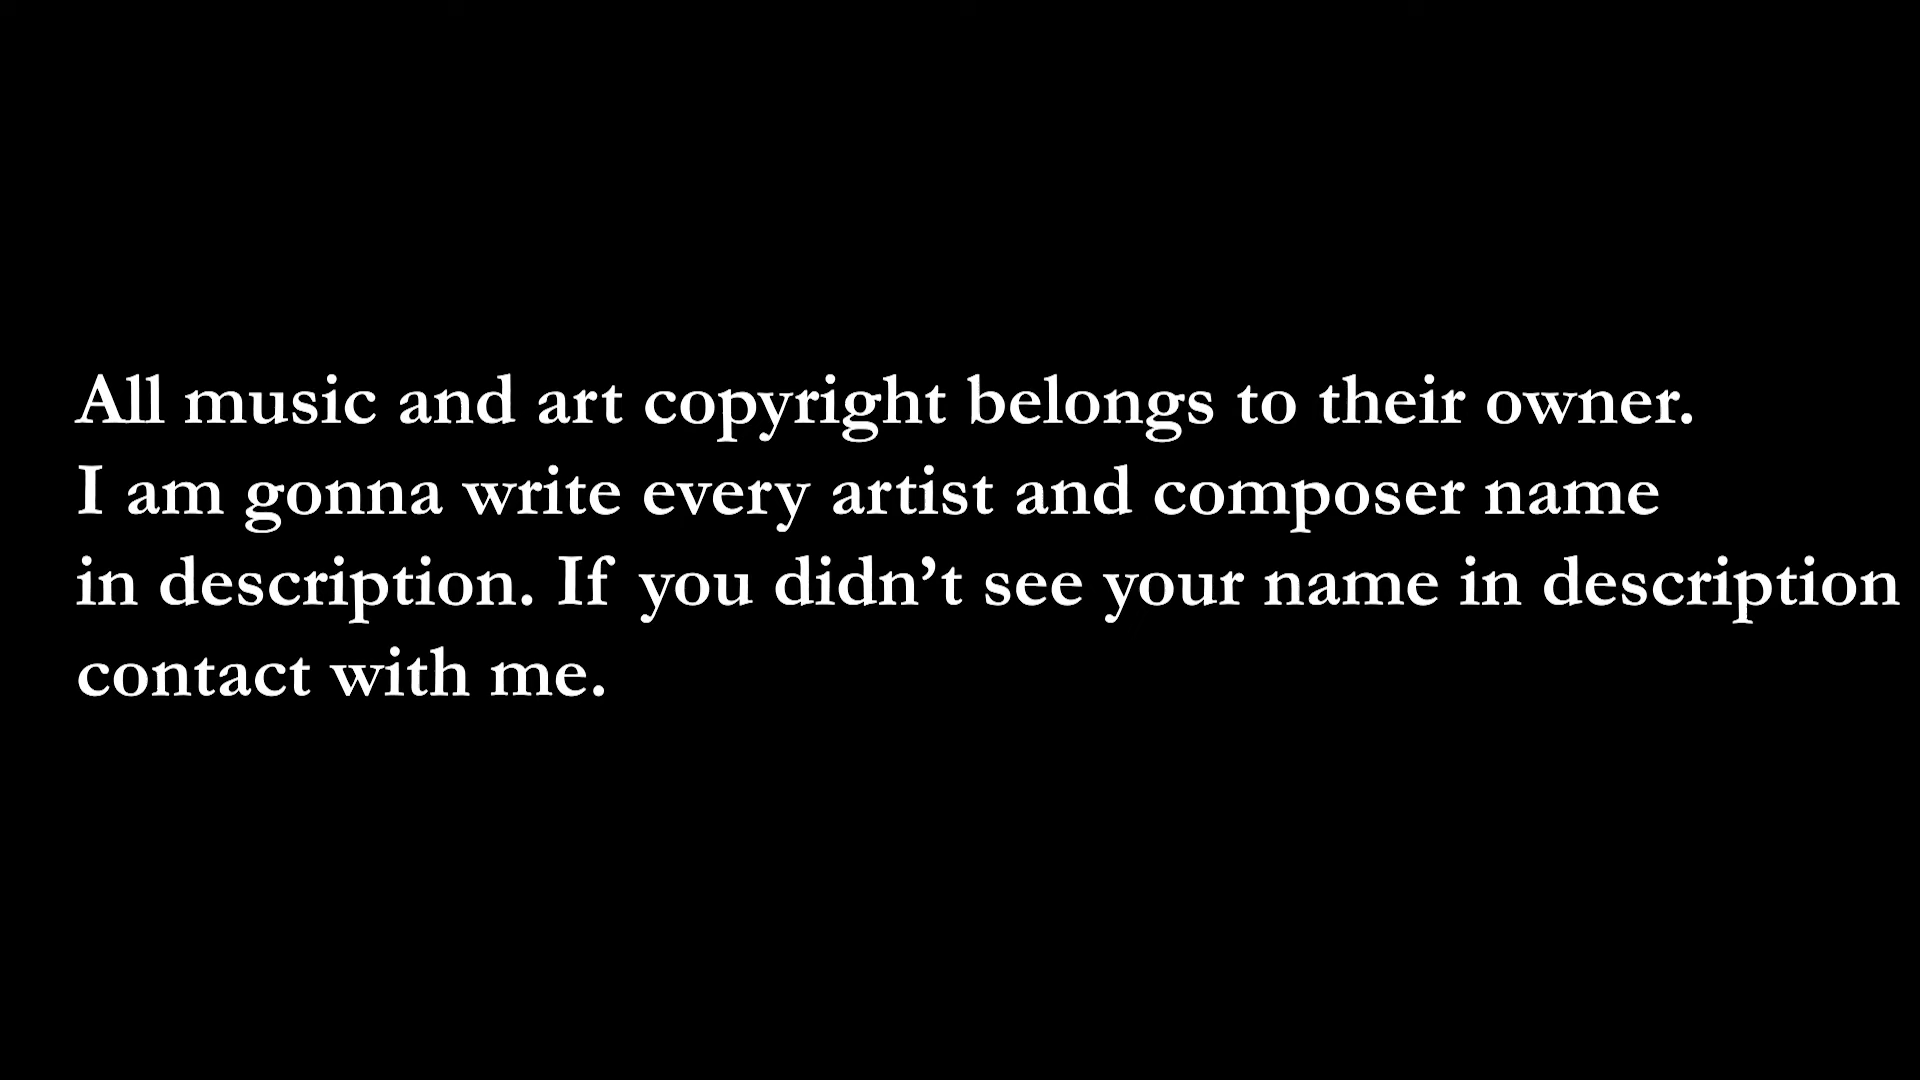 All music and art copyright belongs to their owner.
I am gonna write every artist and composer name
in description. If you didn’t see your name in description
contact with me.